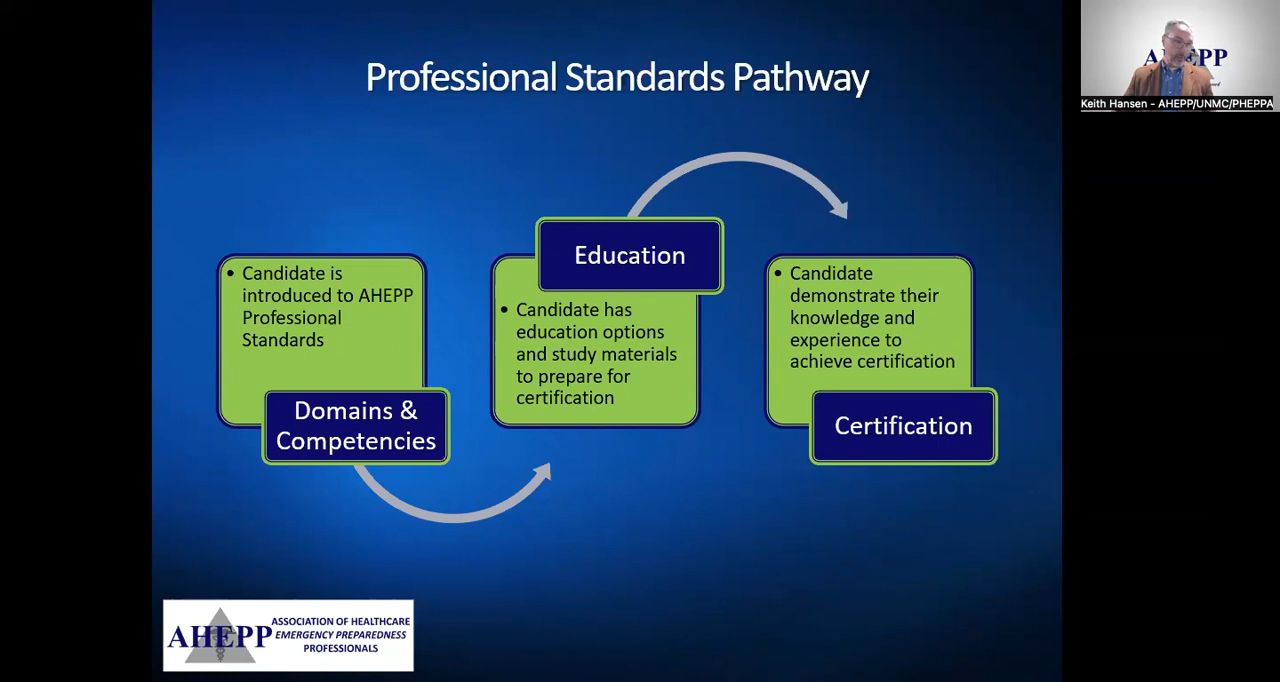 Professional Standards Pathway
• Candidate is
introduced to AHEPP
Professional
Standards
Domains &
Competencies
Education
• Candidate has
education options
and study materials
to prepare for
certification
• Candidate
demonstrate their
knowledge and
experience to
achieve certification
Certification
AHEPP
ASSOCIATION OF HEALTHCARE
EMERGENCY PREPAREDNESS
PROFESSIONALS
Keith Hansen - AHEPP/UNMC/PHEPPA